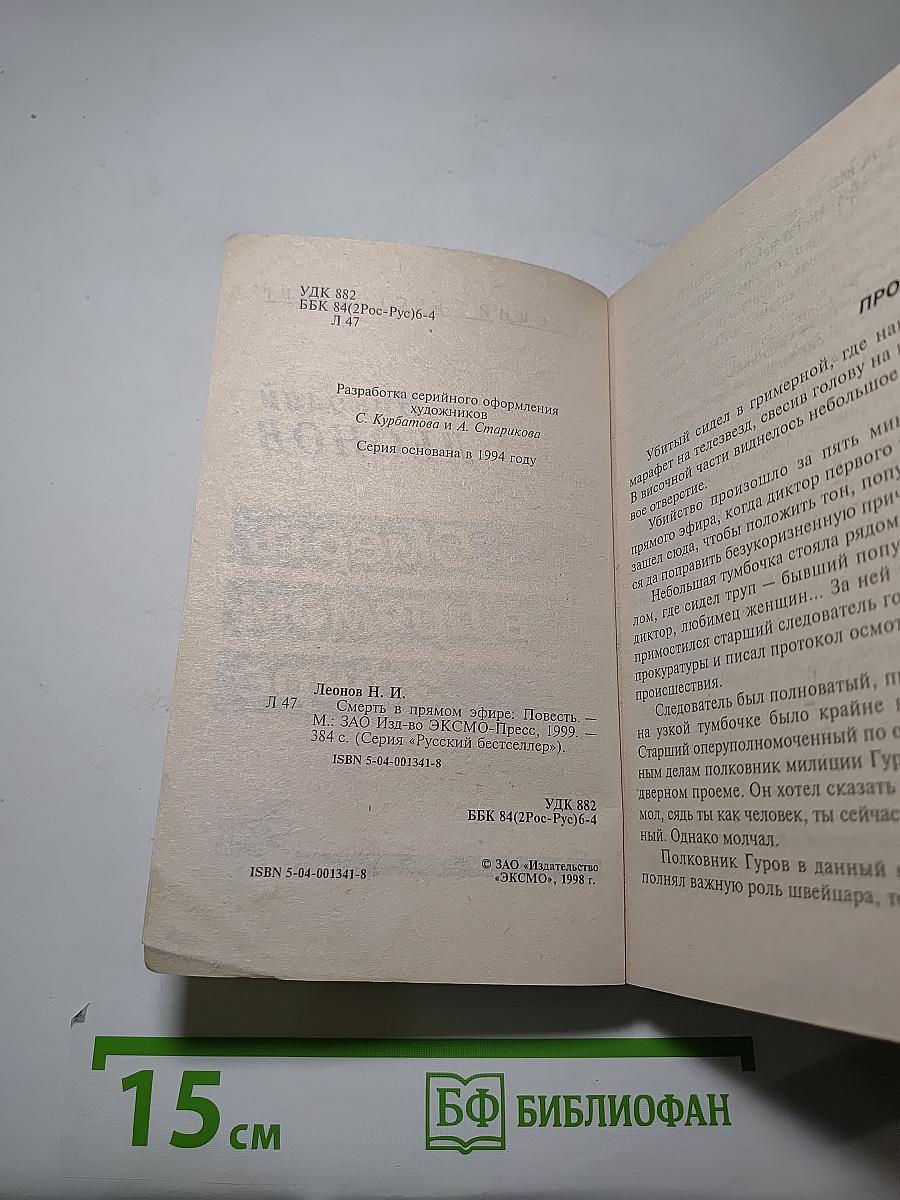 УДК 882
ББК 84(2Рос-Рус)6-4
Л 47
Разработка серийного оформления
художников
С. Курбатова и А. Старикова
Серия основана в 1994 году
Леонов Н. И.
Л 47 Смерть в прямом эфире: Повесть. —
М.: ЗАО Изд-во ЭКСМО-Пресс, 1999. —
384 с. (Серия «Русский бестселлер»).
ISBN 5-04-001341-8
УДК 882
ББК 84(2Рос-Рус)6-4
ISBN 5-04-001341-8
© ЗАО «Издательство
«ЭКСМО», 1998 г.
ПРО
Убитый сидел в гримерной, где на
марафет на телезвезд, свесив голову на
В височной части виднелось небольшое
вое отверстие.
Убийство произошло за пять мин
прямого эфира, когда диктор первого
зашел сюда, чтобы положить тон, попу
ся да поправить безукоризненную прич
Небольшая тумбочка стояла рядом
лом, где сидел труп — бывший попу
диктор, любимец женщин... За ней
примостился старший следователь го
прокуратуры и писал протокол осмот
происшествия.
Следователь был полноватый, п
на узкой тумбочке было крайне
Старший оперуполномоченный по о
ным делам полковник милиции Гур
дверном проеме. Он хотел сказать
мол, сядь ты как человек, ты сейчас
ный. Однако молчал.
Полковник Гуров в данный
полнял важную роль швейцара, т
15 см
БФ БИБЛИОФАН